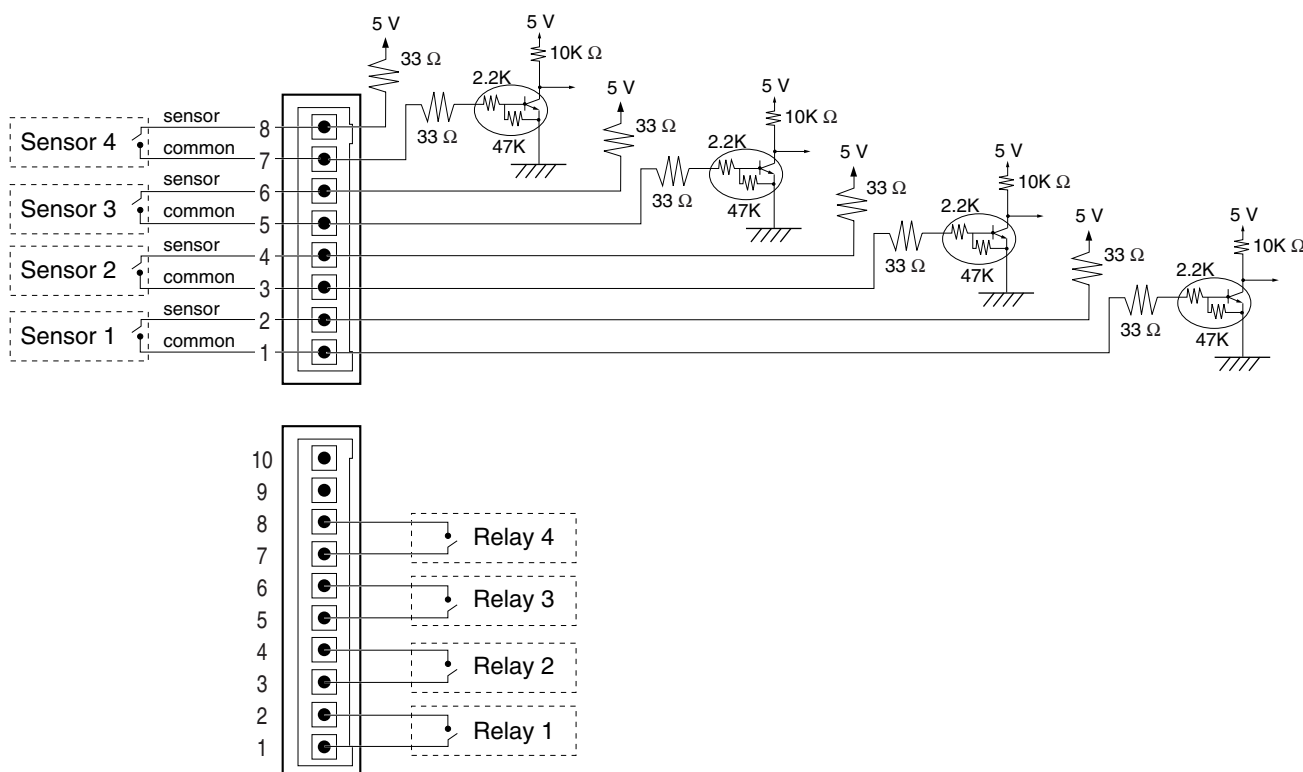 5 V
33 Ω
5 V
10K Ω
2.2K
33 Ω
47K
5 V
33 Ω
5 V
10K Ω
2.2K
33 Ω
47K
5 V
33 Ω
5 V
10K Ω
2.2K
33 Ω
47K
5 V
33 Ω
5 V
10K Ω
2.2K
33 Ω
47K
Sensor 4
sensor 8
common 7
Sensor 3
sensor 6
common 5
Sensor 2
sensor 4
common 3
Sensor 1
sensor 2
common 1
10
9
8
7
Relay 4
6
5
Relay 3
4
3
Relay 2
2
1
Relay 1